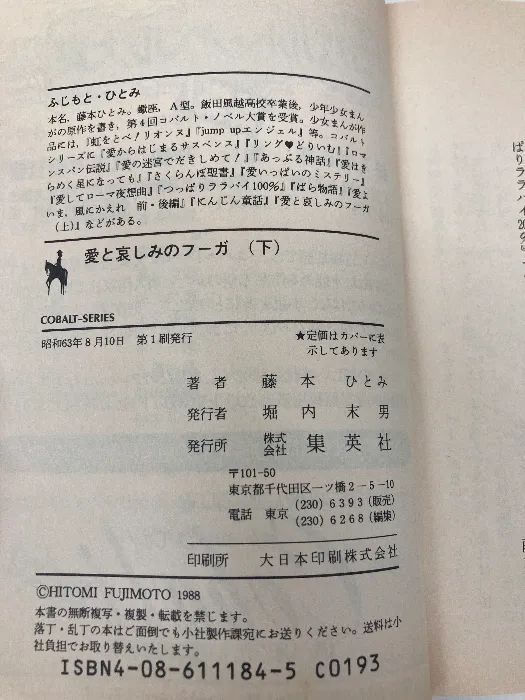 ふじもと・ひとみ
本名、藤本ひとみ。蠍座、A型。飯田風越高校卒業後、少年少女まん
がの原作を書き、第4回コバルト・ノベル大賞を受賞。少女まんが作
品には、『虹をとべ!リオンヌ』『jump upエンジェル』等。コバルト
シリーズに『愛からはじまるサスペンス』『リング♥どりいむ』『ロマ
ンスパン伝説』『愛の迷宮でだきしめて!』『あっぷる神話』『愛はき
らめく星になっても』『さくらんぼ聖書』『愛いっぱいのミステリー』
『愛してローマ夜想曲』『つっぱりララバイ100%』『ばら物語』『愛よ
いま、風にかえれ 前・後編』『にんじん童話』『愛と哀しみのフーガ
(上)』などがある。
愛と哀しみのフーガ (下)
COBALT-SERIES
昭和63年8月10日 第1刷発行
★定価はカバーに表
示してあります
著者 藤本ひとみ
発行者 堀内末男
発行所 株式会社 集英社
〒101-50
東京都千代田区一ツ橋2-5-10
電話 東京 (230)6393(販売)
(230)6268(編集)
印刷所 大日本印刷株式会社
©HITOMI FUJIMOTO 1988
本書の無断複写・複製・転載を禁じます。
落丁・乱丁の本はご面倒でも小社製作課宛にお送りください。送料は小
社負担でお取り替えいたします。
ISBN4-08-611184-5 C0193